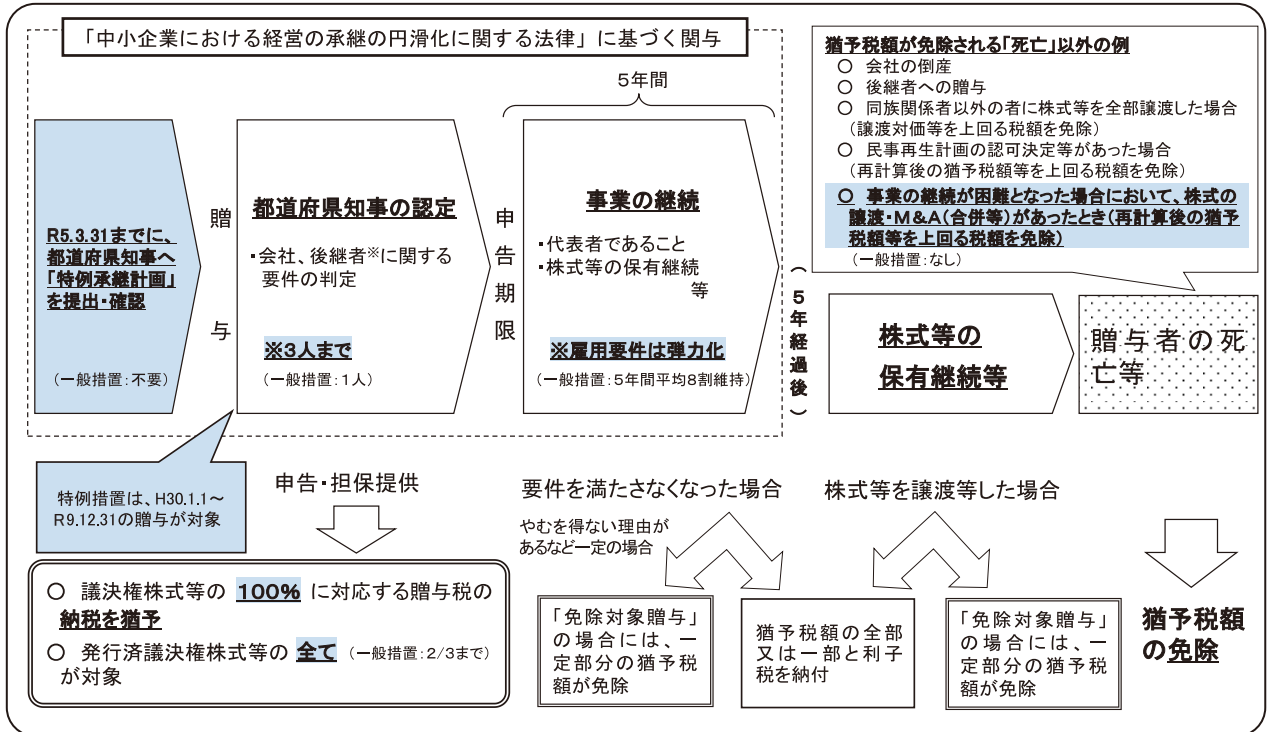 「中小企業における経営の承継の円滑化に関する法律」に基づく関与
R5.3.31までに、
都道府県知事へ
「特例承継計画」
を提出・確認
(一般措置:不要)
贈
与
都道府県知事の認定
・会社、後継者※に関する
要件の判定
※3人まで
(一般措置:1人)
申
告
期
限
5年間
事業の継続
・代表者であること
・株式等の保有継続
等
※雇用要件は弾力化
(一般措置:5年間平均8割維持)
(5年経過後)
猶予税額が免除される「死亡」以外の例
○ 会社の倒産
○ 後継者への贈与
○ 同族関係者以外の者に株式等を全部譲渡した場合
(譲渡対価等を上回る税額を免除)
○ 民事再生計画の認可決定等があった場合
(再計算後の猶予税額等を上回る税額を免除)
○ 事業の継続が困難となった場合において、株式の
譲渡・M&A(合併等)があったとき(再計算後の猶予
税額等を上回る税額を免除)
(一般措置:なし)
株式等の
保有継続等
贈与者の死
亡等
特例措置は、H30.1.1~
R9.12.31の贈与が対象
申告・担保提供
○ 議決権株式等の 100% に対応する贈与税の
納税を猶予
○ 発行済議決権株式等の 全て (一般措置:2/3まで)
が対象
要件を満たさなくなった場合
やむを得ない理由が
あるなど一定の場合
株式等を譲渡等した場合
「免除対象贈与」
の場合には、一
定部分の猶予税
額が免除
猶予税額の全部
又は一部と利子
税を納付
「免除対象贈与」
の場合には、一
定部分の猶予税
額が免除
猶予税額
の免除